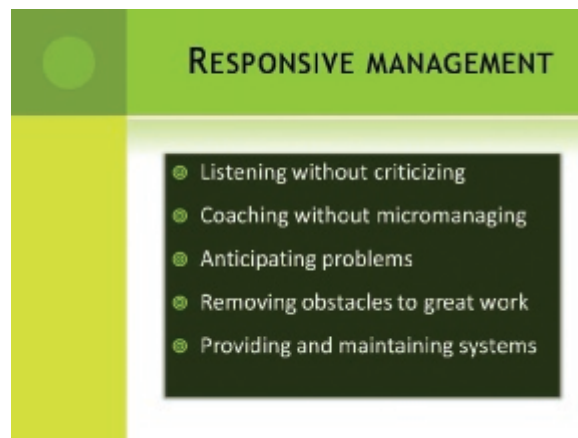 RESPONSIVE MANAGEMENT
Listening without criticizing
Coaching without micromanaging
Anticipating problems
Removing obstacles to great work
Providing and maintaining systems